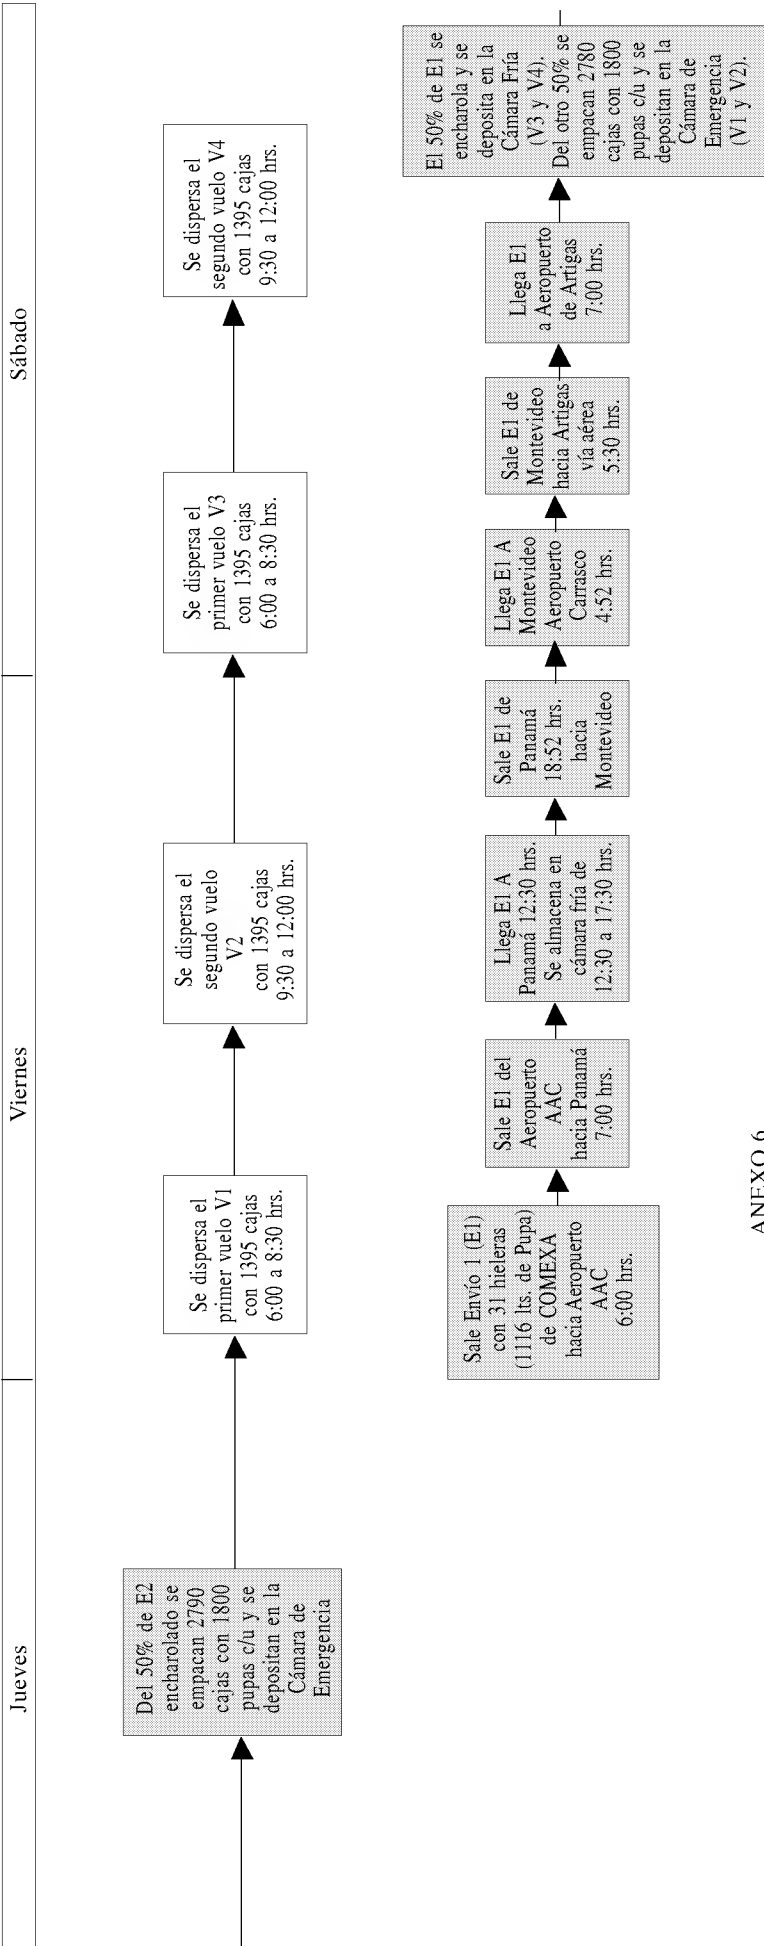 Jueves
Viernes
Sábado
Del 50% de E2
encharolado se
empacan 2790
cajas con 1800
pupas c/u y se
depositan en la
Cámara de
Emergencia
Se dispersa el
primer vuelo V1
con 1395 cajas
6:00 a 8:30 hrs.
Se dispersa el
segundo vuelo
V2
con 1395 cajas
9:30 a 12:00 hrs.
Se dispersa el
primer vuelo V3
con 1395 cajas
6:00 a 8:30 hrs.
Se dispersa el
segundo vuelo V4
con 1395 cajas
9:30 a 12:00 hrs.
Sale Envío 1 (E1)
con 31 hieleras
(1116 lts. de Pupa)
de COMEXA
hacia Aeropuerto
AAC
6:00 hrs.
Sale E1 del
Aeropuerto
AAC
hacia Panamá
7:00 hrs.
Llega E1 A
Panamá 12:30 hrs.
Se almacena en
cámara fría de
12:30 a 17:30 hrs.
Sale E1 de
Panamá
18:52 hrs.
hacia
Montevideo
Llega E1 A
Montevideo
Aeropuerto
Carrasco
4:52 hrs.
Sale E1 de
Montevideo
hacia Artigas
vía aérea
5:30 hrs.
Llega E1
a Aeropuerto
de Artigas
7:00 hrs.
El 50% de E1 se
encharola y se
deposita en la
Cámara Fría
(V3 y V4).
Del otro 50% se
empacan 2780
cajas con 1800
pupas c/u y se
depositan en la
Cámara de
Emergencia
(V1 y V2).
ANEXO 6